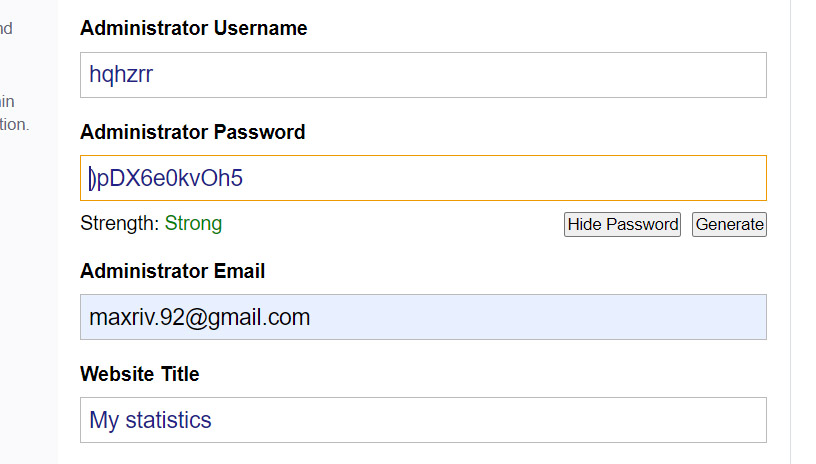 nd
Administrator Username
hqhzrr
in
tion.
Administrator Password
)pDX6e0kvOh5
Strength: Strong
Hide Password
Generate
Administrator Email
maxriv.92@gmail.com
Website Title
My statistics